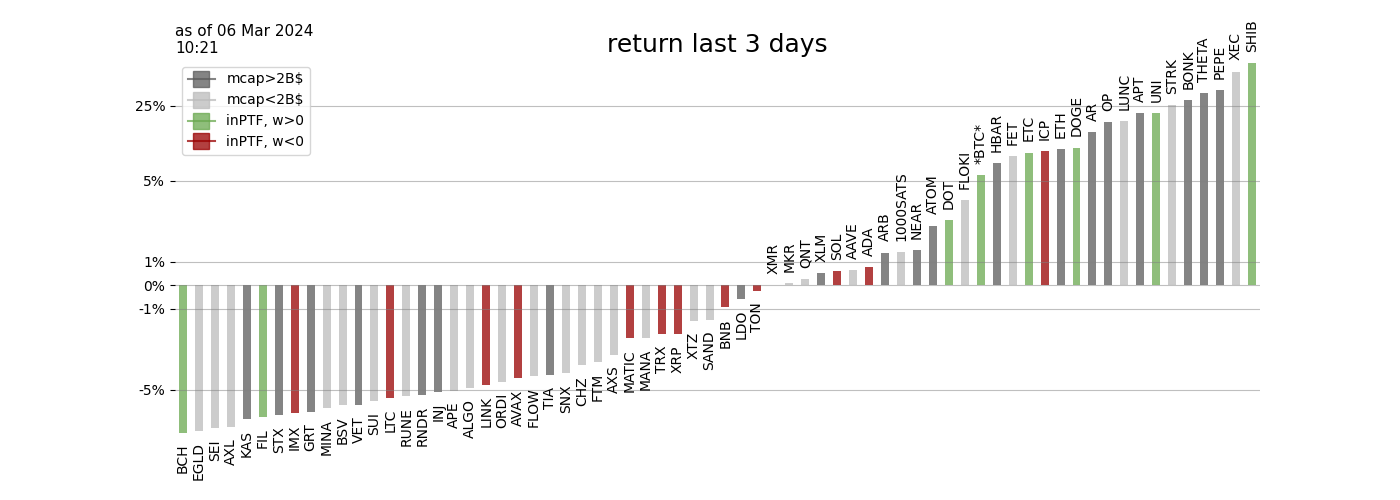 as of 06 Mar 2024
10:21
return last 3 days
mcap>2B$
mcap<2B$
inPTF, w>0
inPTF, w<0
25%
5%
1%
0%
-1%
-5%
BCH
EGLD
SEI
AXL
KAS
FIL
STX
IMX
GRT
MINA
BSV
VET
SUI
LTC
RUNE
RNDR
INJ
APE
ALGO
LINK
ORDI
AVAX
FLOW
TIA
SNX
CHZ
FTM
AXS
MATIC
MANA
TRX
XRP
XTZ
SAND
BNB
LDO
TON
XMR
MKR
QNT
XLM
SOL
AAVE
ADA
ARB
1000SATS
NEAR
ATOM
DOT
FLOKI
*BTC*
HBAR
FET
ETC
ICP
ETH
DOGE
AR
OP
LUNC
APT
UNI
STRK
BONK
THETA
PEPE
XEC
SHIB